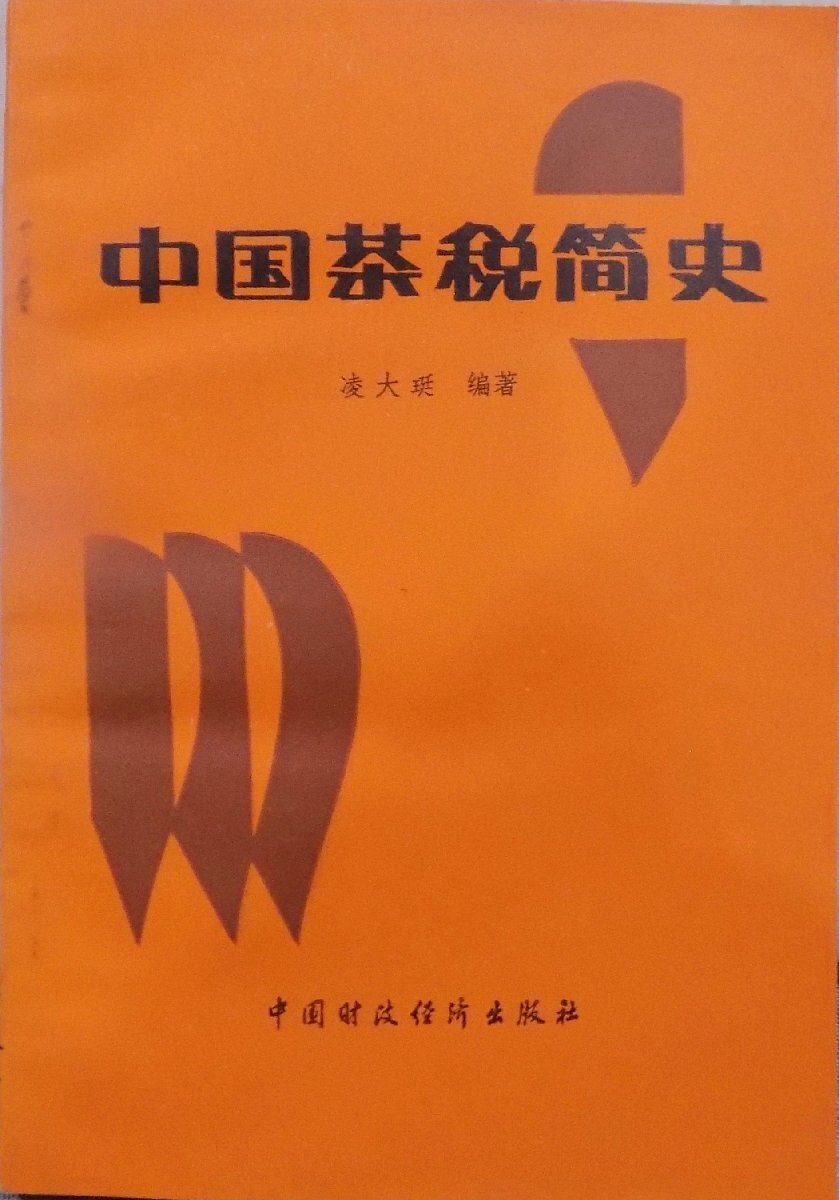 中国茶税简史
凌大珽 编著
中国财政经济出版社